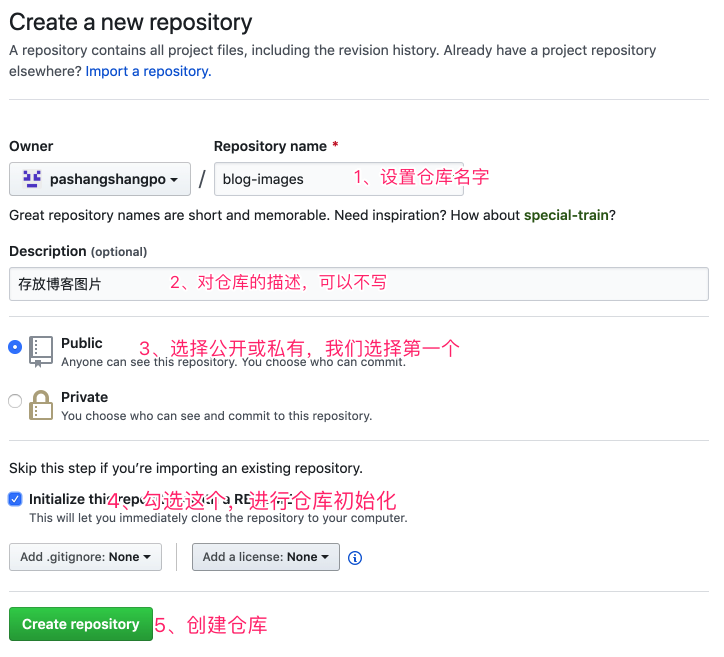 Create a new repository
A repository contains all project files, including the revision history. Already have a project repository
elsewhere? Import a repository.
Owner
Repository name *
pashangshangpo
/
blog-images
1、设置仓库名字
Great repository names are short and memorable. Need inspiration? How about special-train?
Description (optional)
存放博客图片
2、对仓库的描述，可以不写
Public
3、选择公开或私有，我们选择第一个
Anyone can see this repository. You choose who can commit.
Private
You choose who can see and commit to this repository.
Skip this step if you’re importing an existing repository.
Initialize this
4、勾选这个，进行仓库初始化
This will let you immediately clone the repository to your computer.
Add .gitignore: None
Add a license: None
Create repository
5、创建仓库